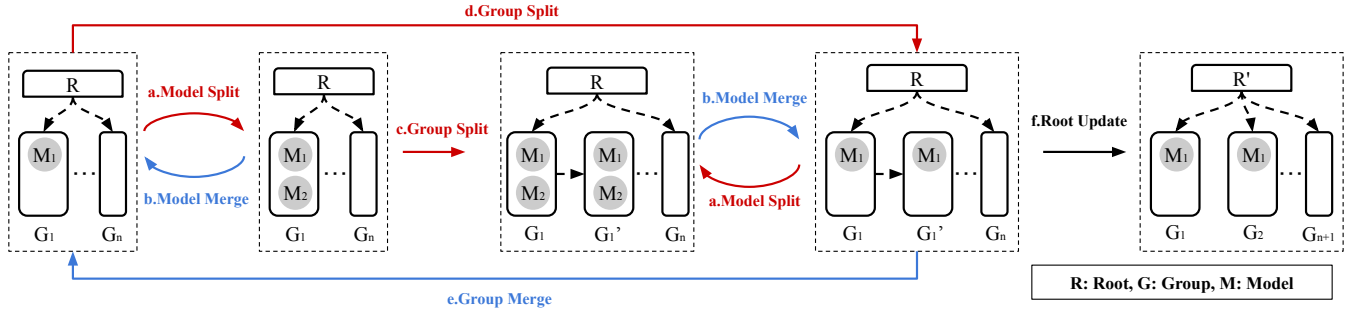 d.Group Split
R
R
R
R
R'
a.Model Split
b.Model Merge
c.Group Split
b.Model Merge
a.Model Split
f.Root Update
M1
M1
M1
M1
M1
M1
M1
M1
...
...
...
...
...
M2
M2
M2
G1
Gn
G1
Gn
G1
G1’
Gn
G1
G1’
Gn
G1
G2
Gn+1
e.Group Merge
R: Root, G: Group, M: Model